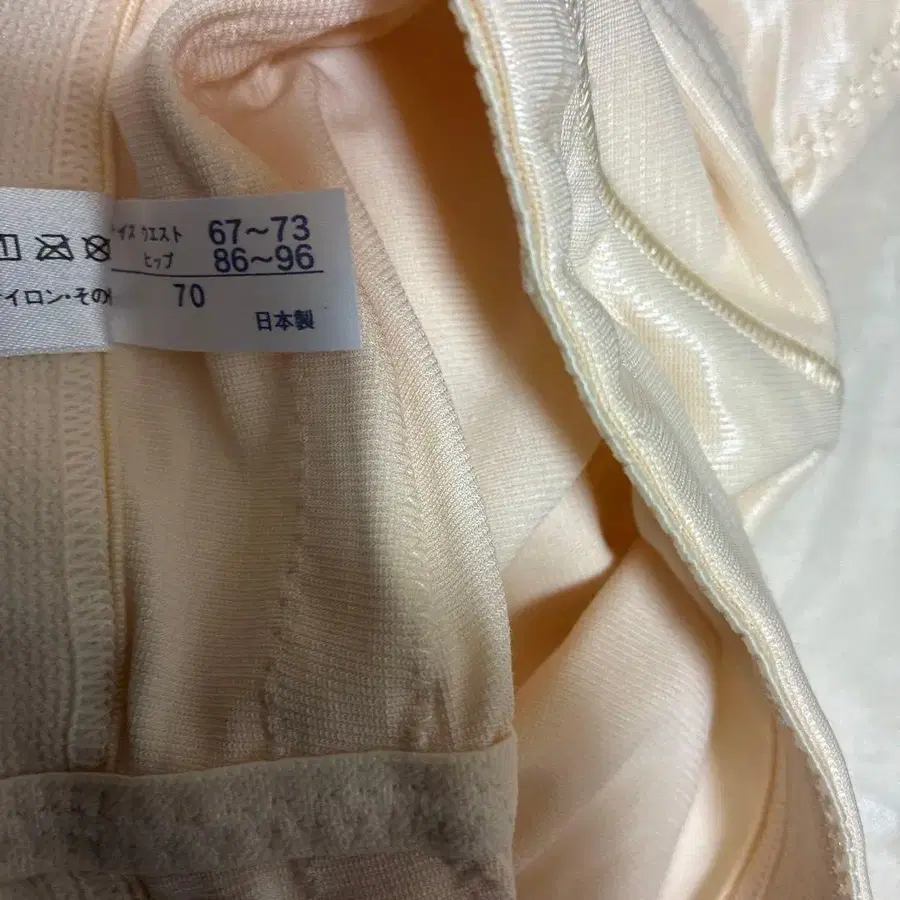 イズ ウエスト 67〜73
ヒップ 86〜96
イロン・その他
70
日本製